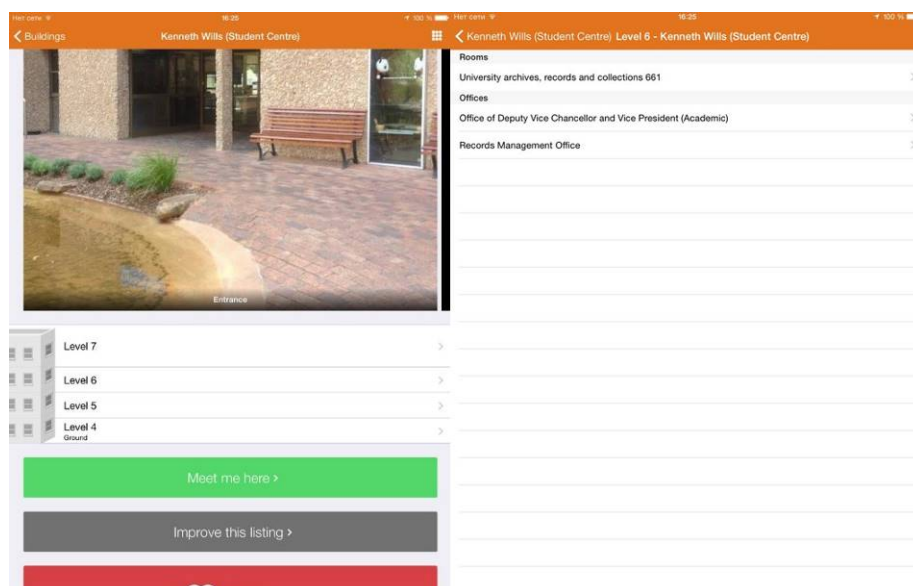 Нет сети
16:25
100 %
Buildings
Kenneth Wills (Student Centre)
Entrance
Level 7
Level 6
Level 5
Level 4
Ground
Meet me here >
Improve this listing >
Нет сети
16:25
100 %
Kenneth Wills (Student Centre) Level 6 - Kenneth Wills (Student Centre)
Rooms
University archives, records and collections 661
Offices
Office of Deputy Vice Chancellor and Vice President (Academic)
Records Management Office